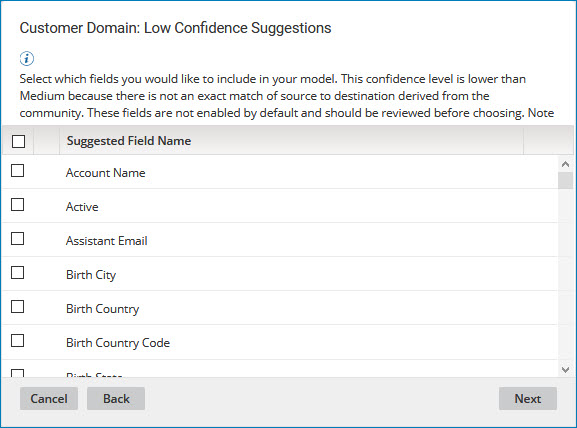 Customer Domain: Low Confidence Suggestions
Select which fields you would like to include in your model. This confidence level is lower than
Medium because there is not an exact match of source to destination derived from the
community. These fields are not enabled by default and should be reviewed before choosing. Note
Suggested Field Name
Account Name
Active
Assistant Email
Birth City
Birth Country
Birth Country Code
Birth State
Cancel Back Next